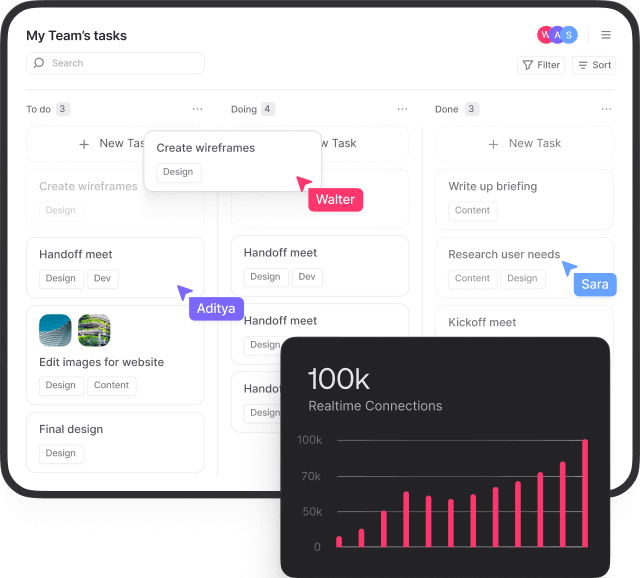 My Team's tasks
W A S
Search
Filter
Sort
To do 3
Doing 4
Done 3
New Tas
w Task
New Task
Create wireframes
Design
Walter
Create wireframes
Design
Write up briefing
Content
Handoff meet
Design Dev
Aditya
Handoff meet
Design Dev
Research user needs
Content Design
Sara
Edit images for website
Design Content
Handoff meet
Design
Kickoff meet
Final design
Design
Handof
Design
100k
Realtime Connections
100k
70k
50k
0